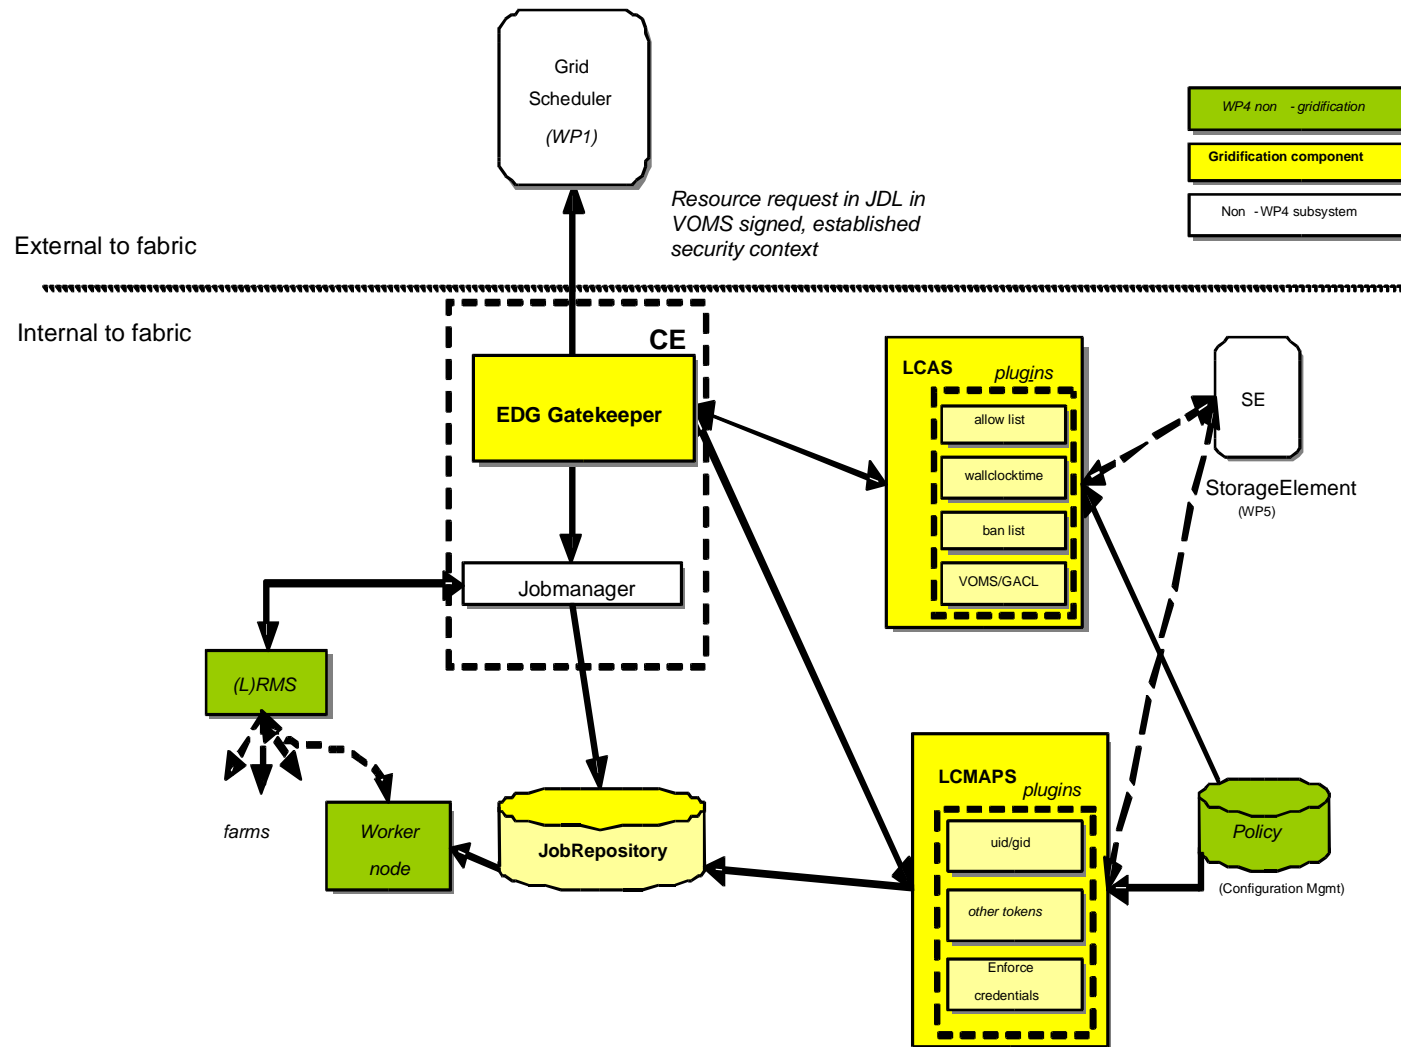 Grid
Scheduler
(WP1)
WP4 non - gridification
Gridification component
Non - WP4 subsystem
Resource request in JDL in
VOMS signed, established
security context
External to fabric
Internal to fabric
CE
EDG Gatekeeper
Jobmanager
LCAS
plugins
allow list
wallclocktime
ban list
VOMS/GACL
SE
StorageElement
(WP5)
(L)RMS
farms
Worker
node
JobRepository
LCMAPS
plugins
uid/gid
other tokens
Enforce
credentials
Policy
(Configuration Mgmt)